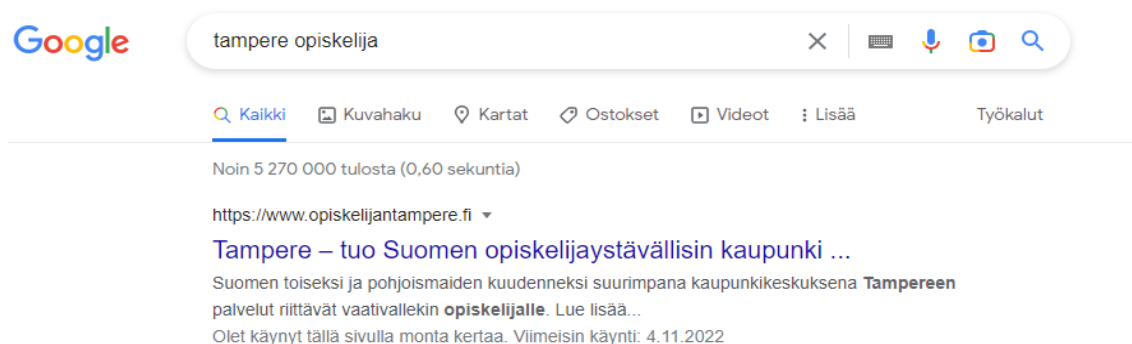 Google
tampere opiskelija
Kaikki Kuvahaku Kartat Ostokset Videot Lisää Työkalut
Noin 5 270 000 tulosta (0,60 sekuntia)
https://www.opiskelijantampere.fi
Tampere – tuo Suomen opiskelijaystävällisin kaupunki ...
Suomen toiseksi ja pohjoismaiden kuudenneksi suurimpana kaupunkikeskuksena Tampereen
palvelut riittävät vaativallekin opiskelijalle. Lue lisää...
Olet käynyt tällä sivulla monta kertaa. Viimeisin käynti: 4.11.2022